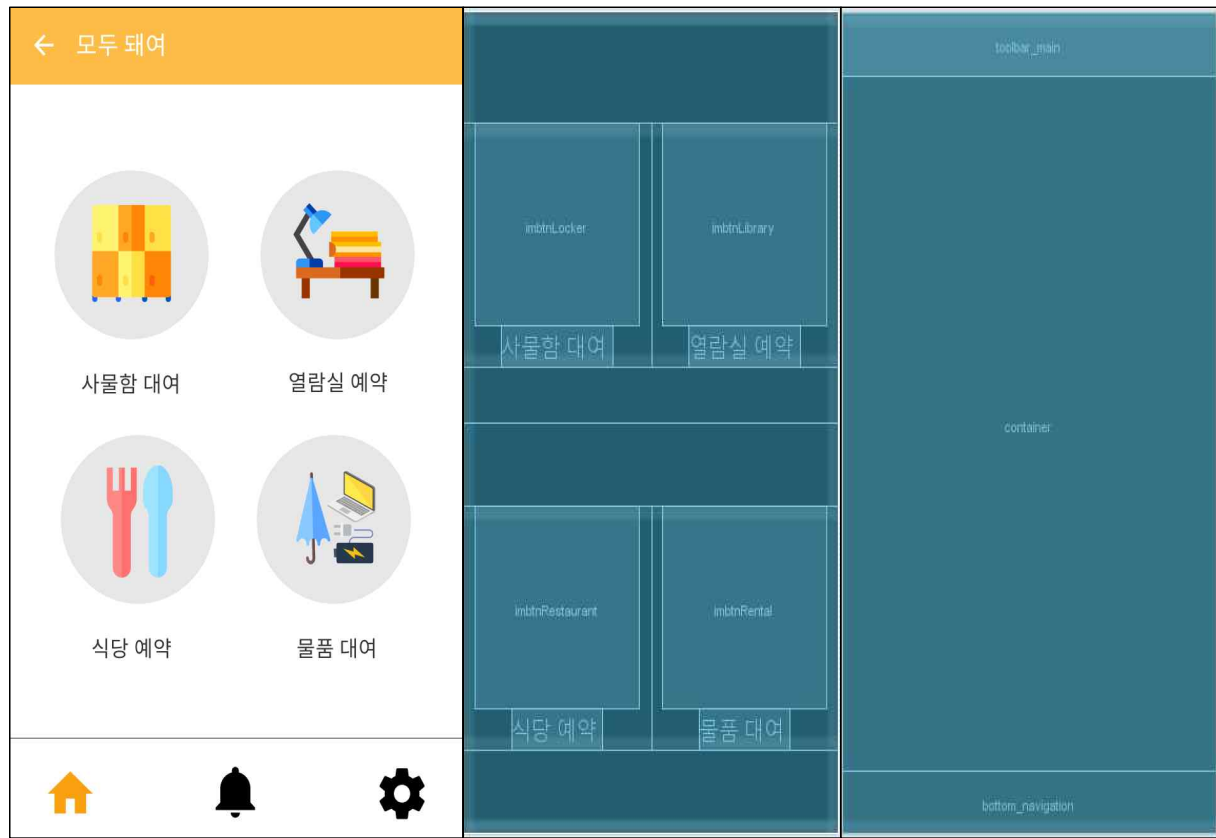 모두 돼여
사물함 대여
열람실 예약
식당 예약
물품 대여
imbtnLocker
imbtnLibrary
사물함 대여
열람실 예약
imbtnRestaurant
imbtnRental
식당 예약
물품 대여
toolbar_main
container
bottom_navigation